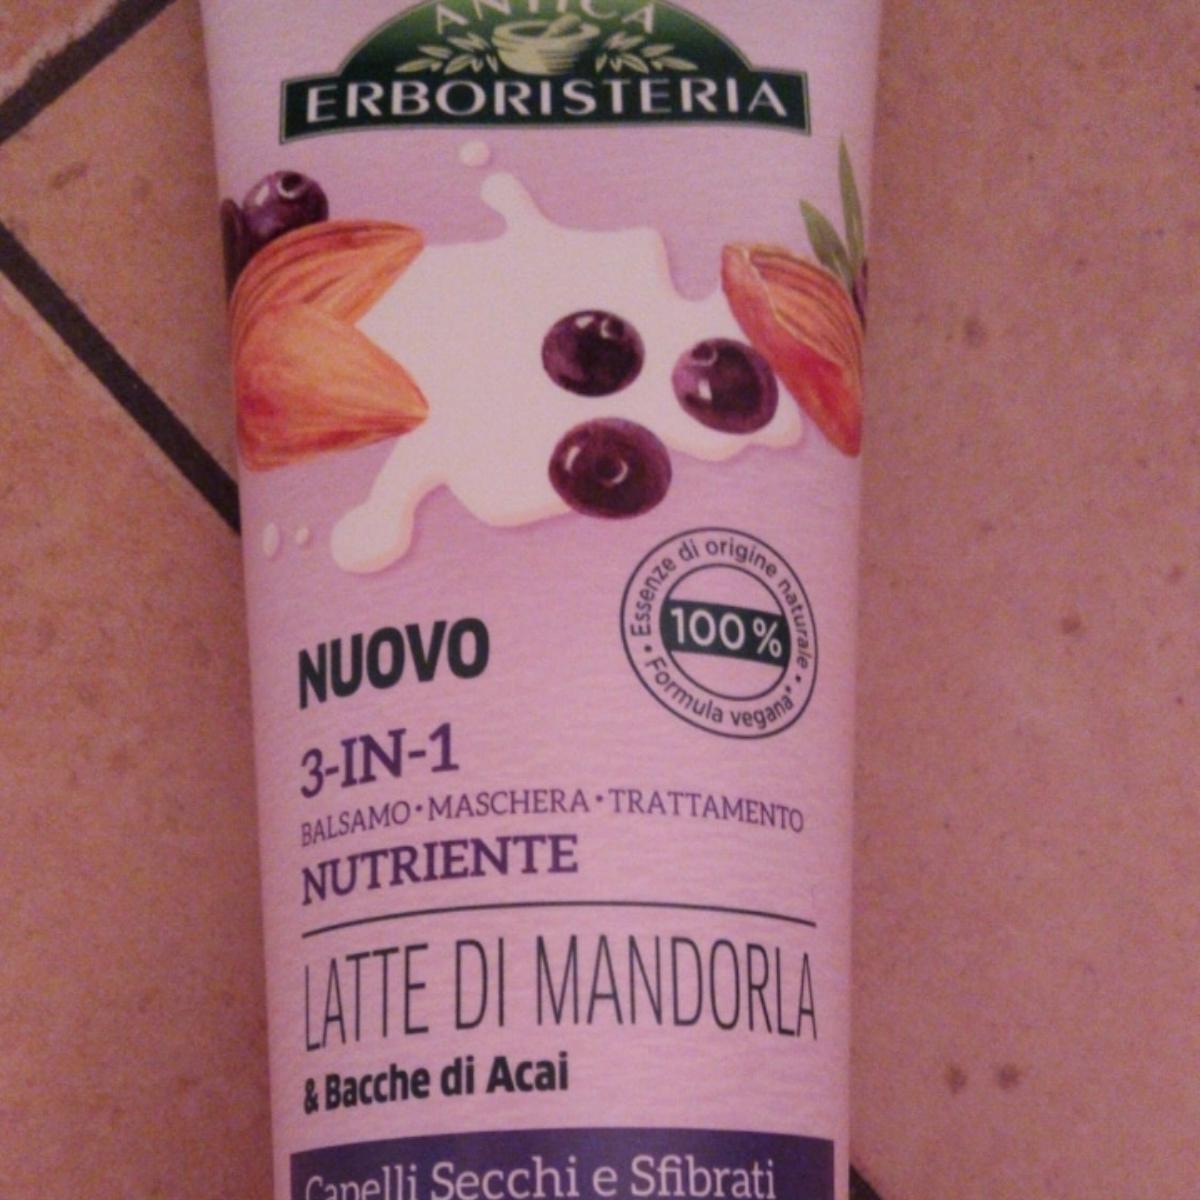 ANTICA
ERBORISTERIA
Essenze di origine naturale •
100%
• Formula vegana*
NUOVO
3-IN-1
BALSAMO • MASCHERA • TRATTAMENTO
NUTRIENTE
LATTE DI MANDORLA
& Bacche di Acai
Capelli Secchi e Sfibrati